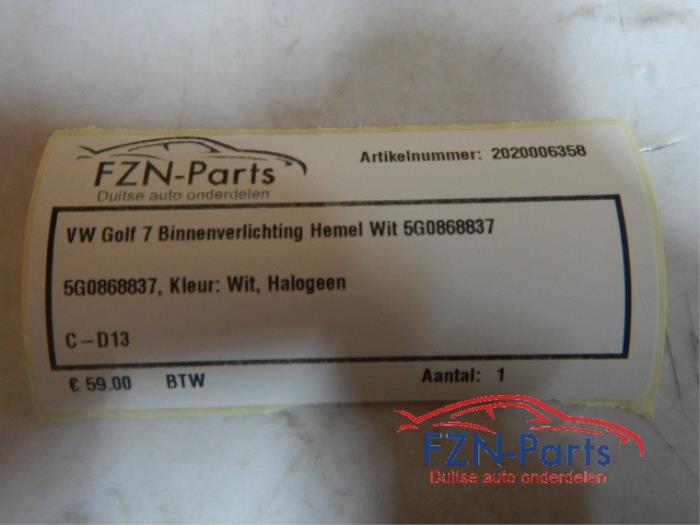 FZN-Parts
Duitse auto onderdelen
Artikelnummer: 2020006358
VW Golf 7 Binnenverlichting Hemel Wit 5G0868837
5G0868837, Kleur: Wit, Halogeen
C-D13
€ 59.00 BTW Aantal: 1
FZN-Parts
Duitse auto onderdelen